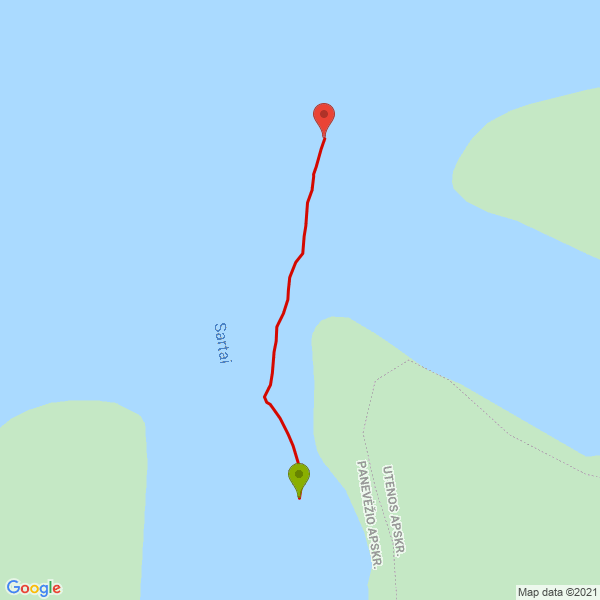 Sartai
UTENOS APSKR.
PANEVĖŽIO APSKR.
Google
Map data ©2021